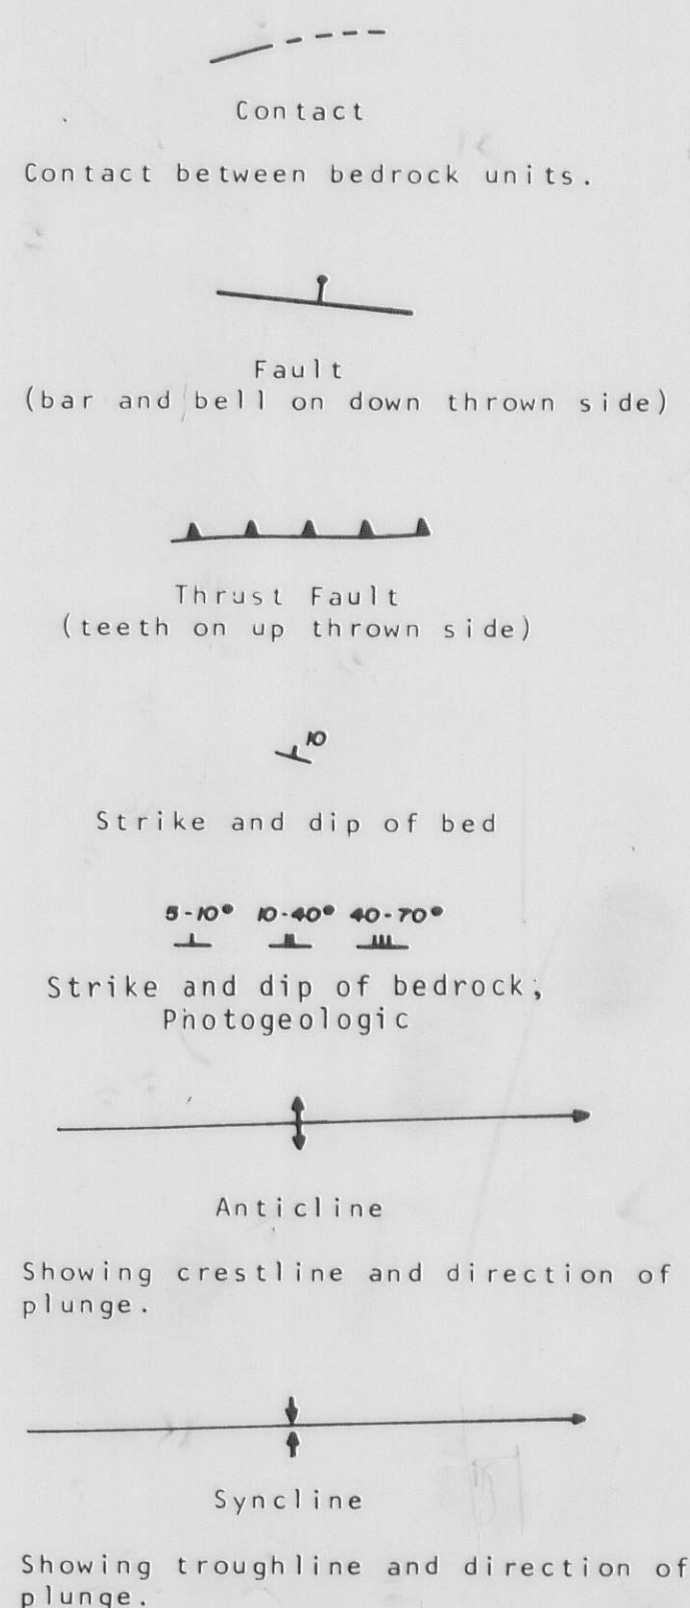 Contact
Contact between bedrock units.
Fault
(bar and bell on down thrown side)
Thrust Fault
(teeth on up thrown side)
10
Strike and dip of bed
5-10° 10-40° 40-70°
Strike and dip of bedrock,
Photogeologic
Anticline
Showing crestline and direction of
plunge.
Syncline
Showing troughline and direction of
plunge.